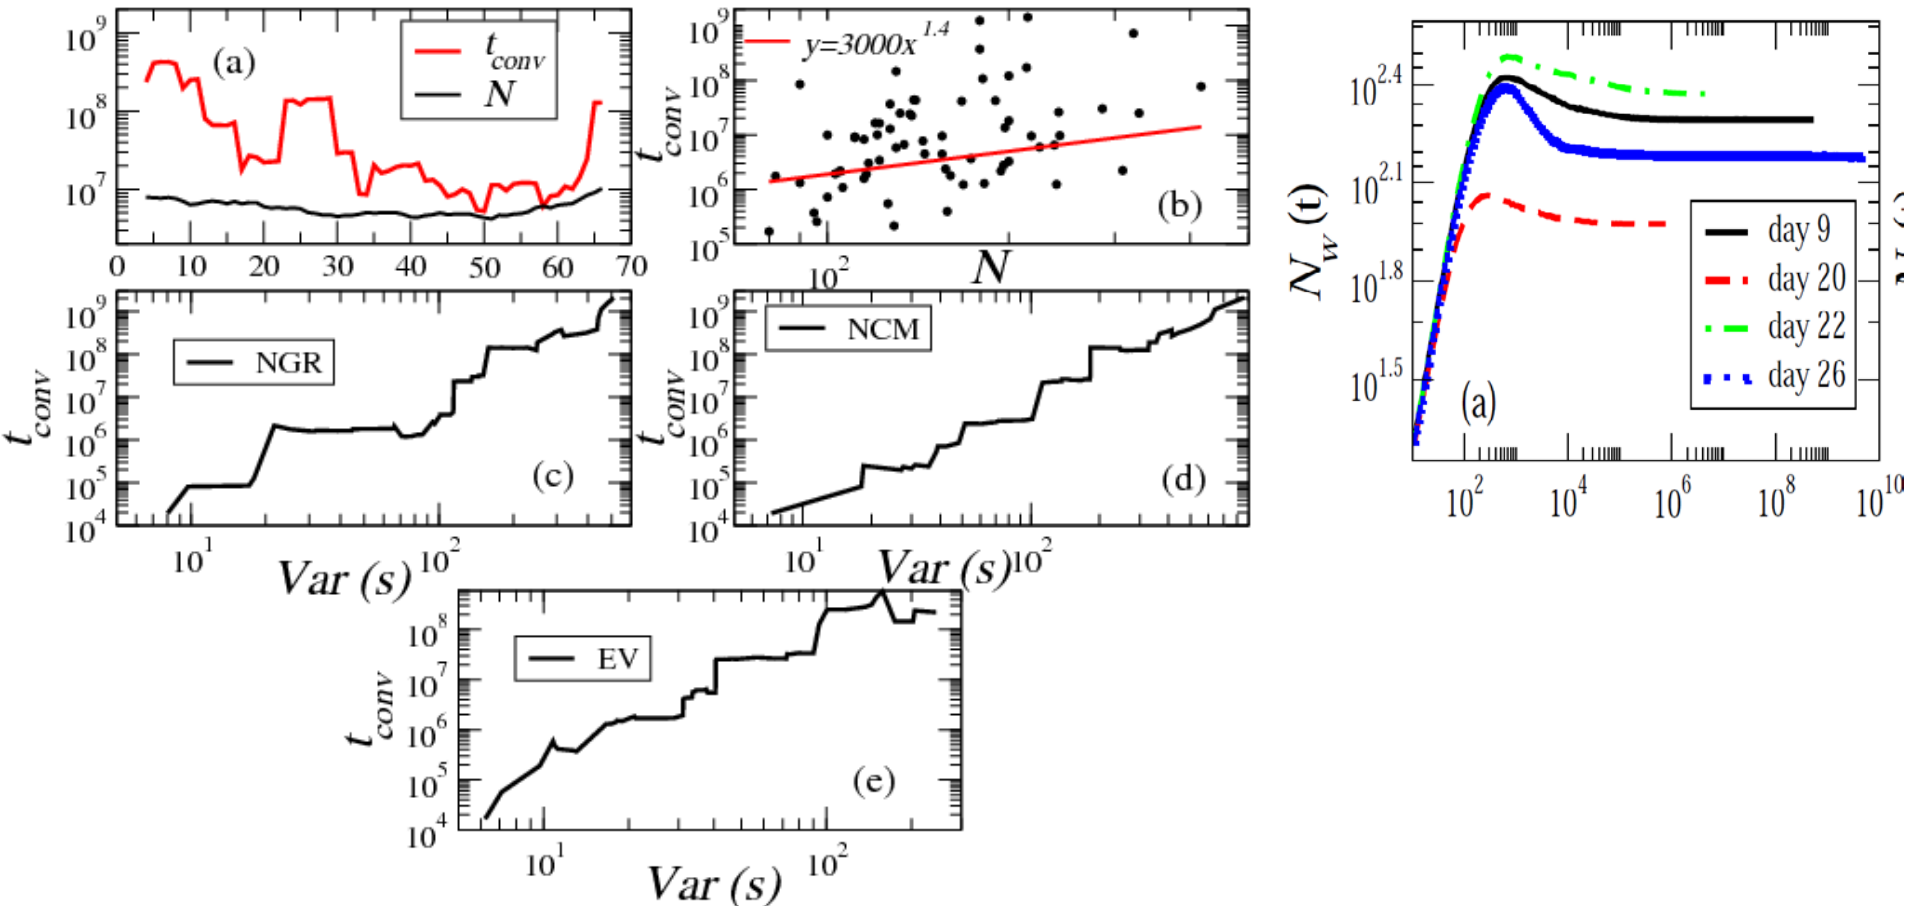 10^9
10^8
10^7
(a)
t_conv
N
0 10 20 30 40 50 60 70
10^9
10^8
10^7
10^6
10^5
t_conv
y=3000x^1.4
(b)
10^2
N
10^9
10^8
10^7
10^6
10^5
10^4
t_conv
NGR
(c)
10^1 10^2
Var (s)
10^9
10^8
10^7
10^6
10^5
10^4
t_conv
NCM
(d)
10^1 10^2
Var (s)
10^8
10^7
10^6
10^5
10^4
t_conv
EV
(e)
10^1 10^2
Var (s)
10^2.4
10^2.1
10^1.8
10^1.5
N_w(t)
day 9
day 20
day 22
day 26
(a)
10^2 10^4 10^6 10^8 10^10